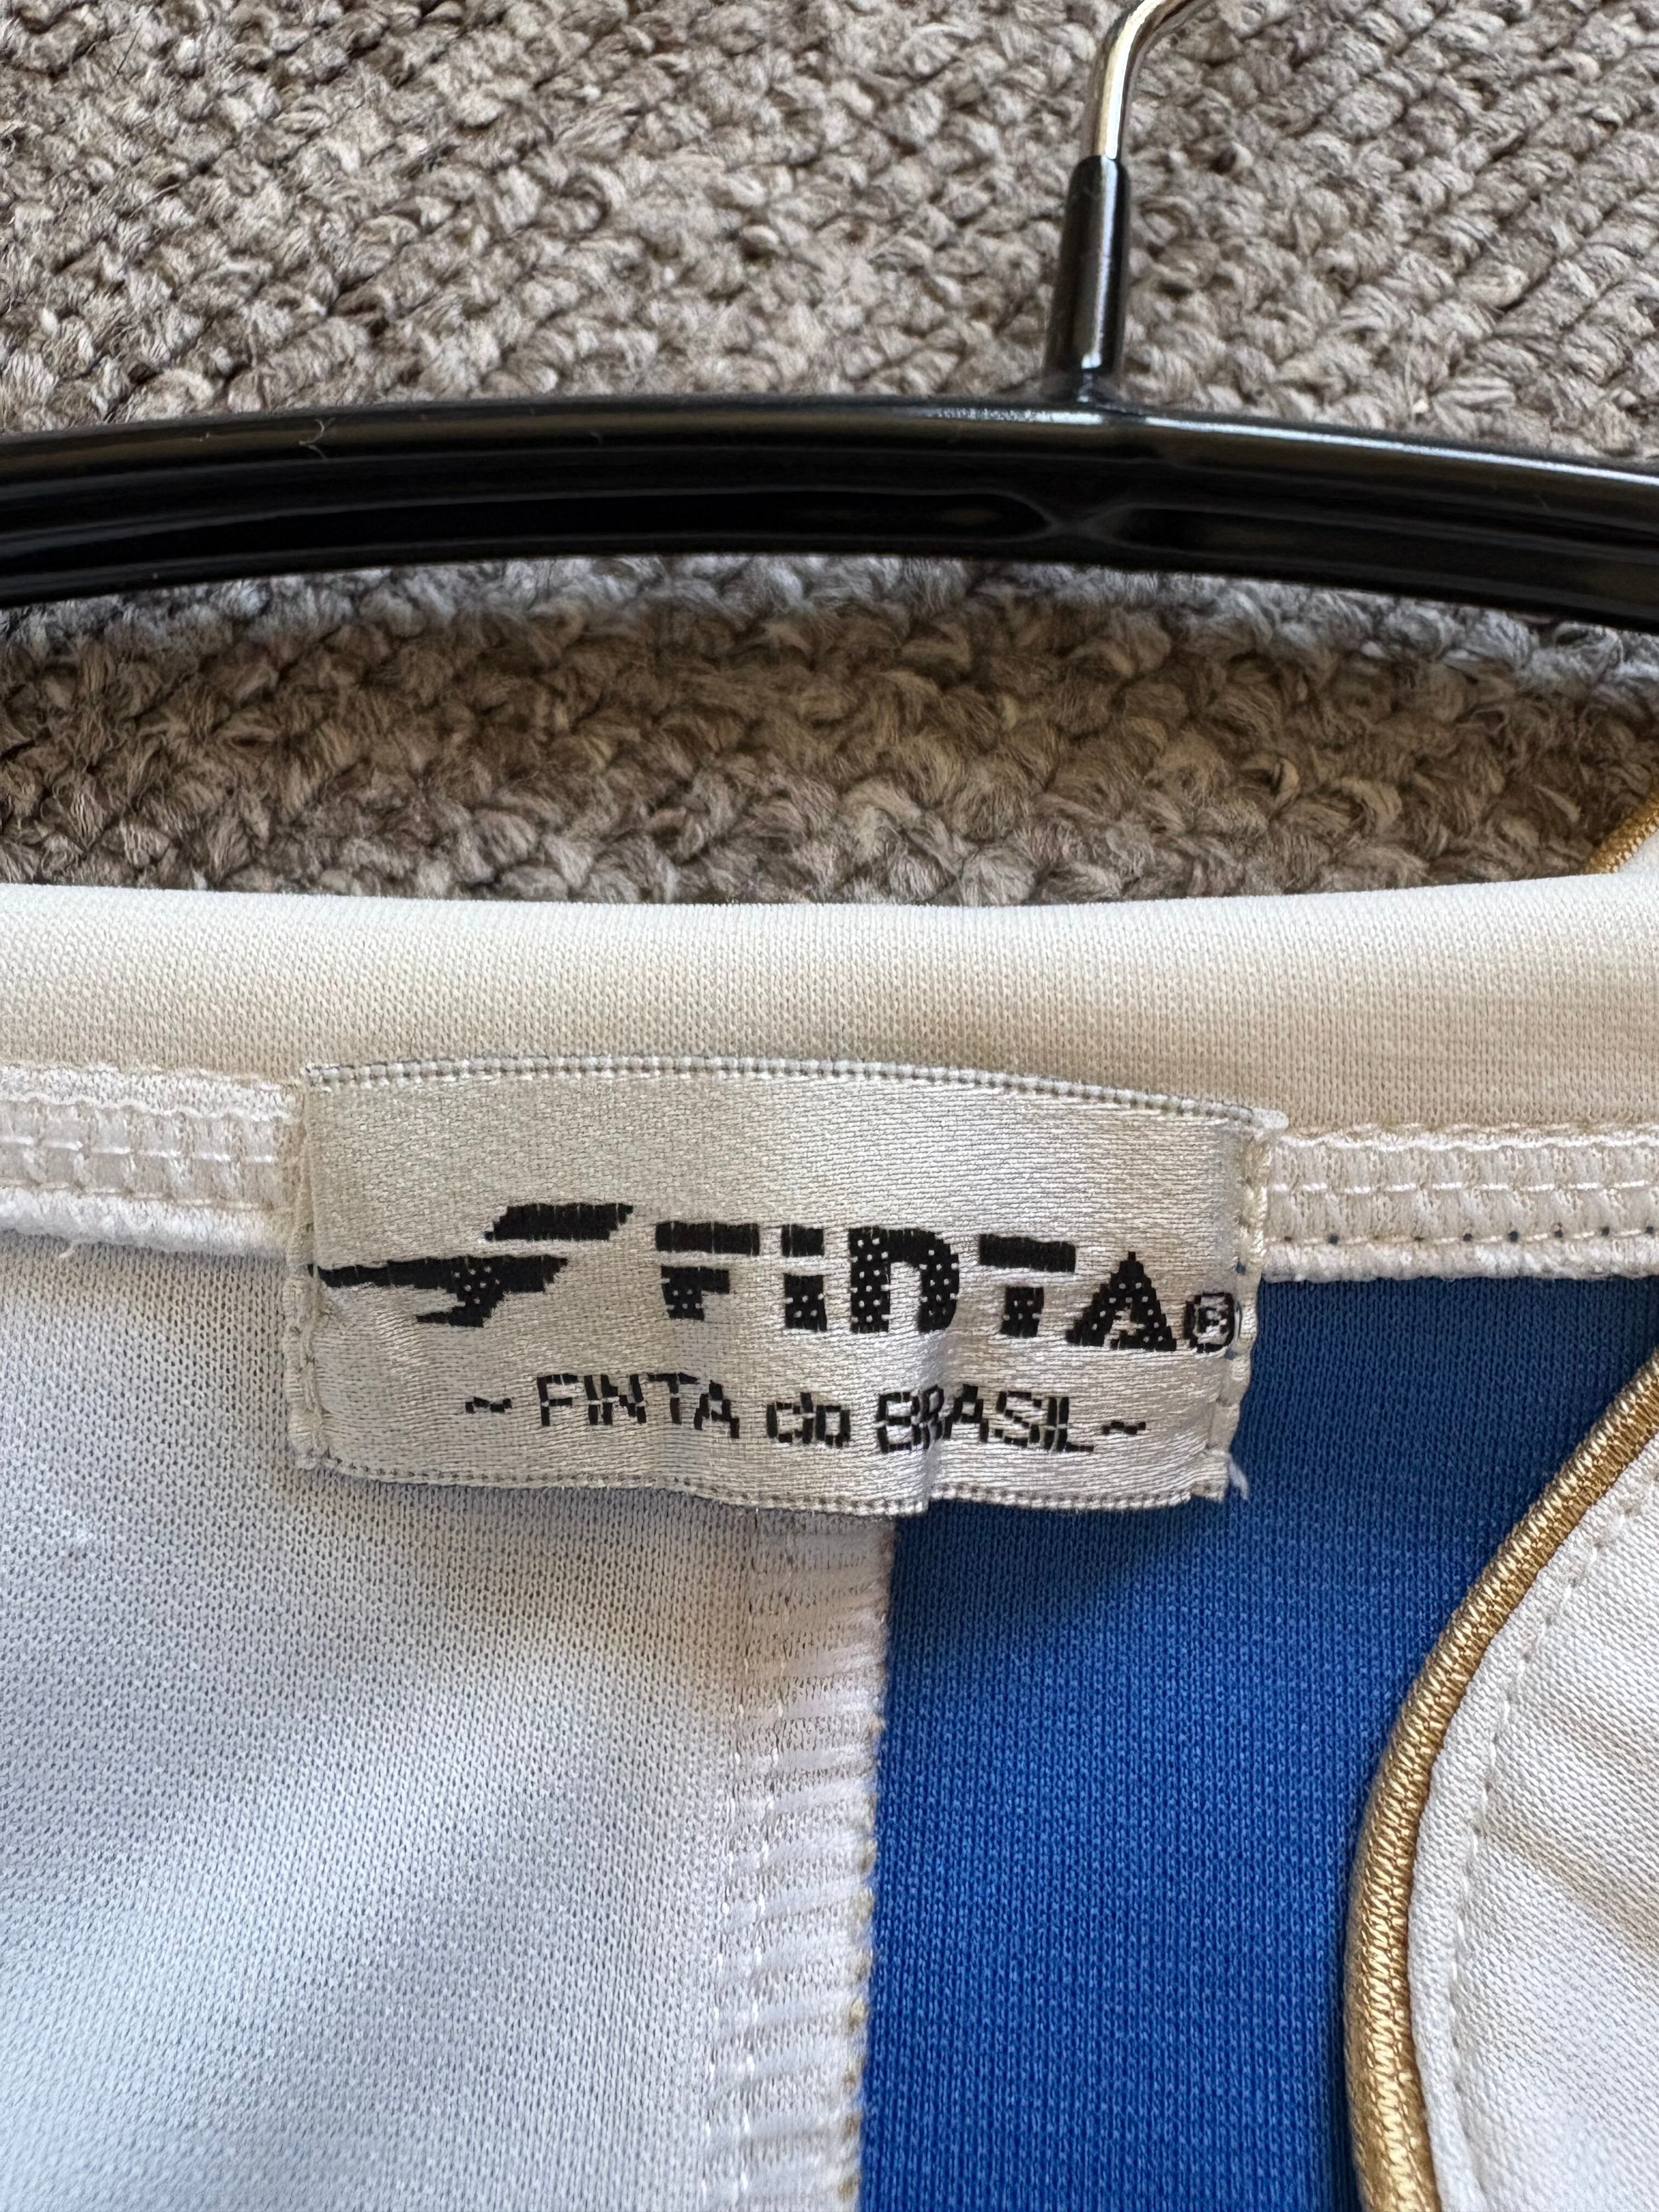 FiNTA®
~ FINTA do BRASIL ~